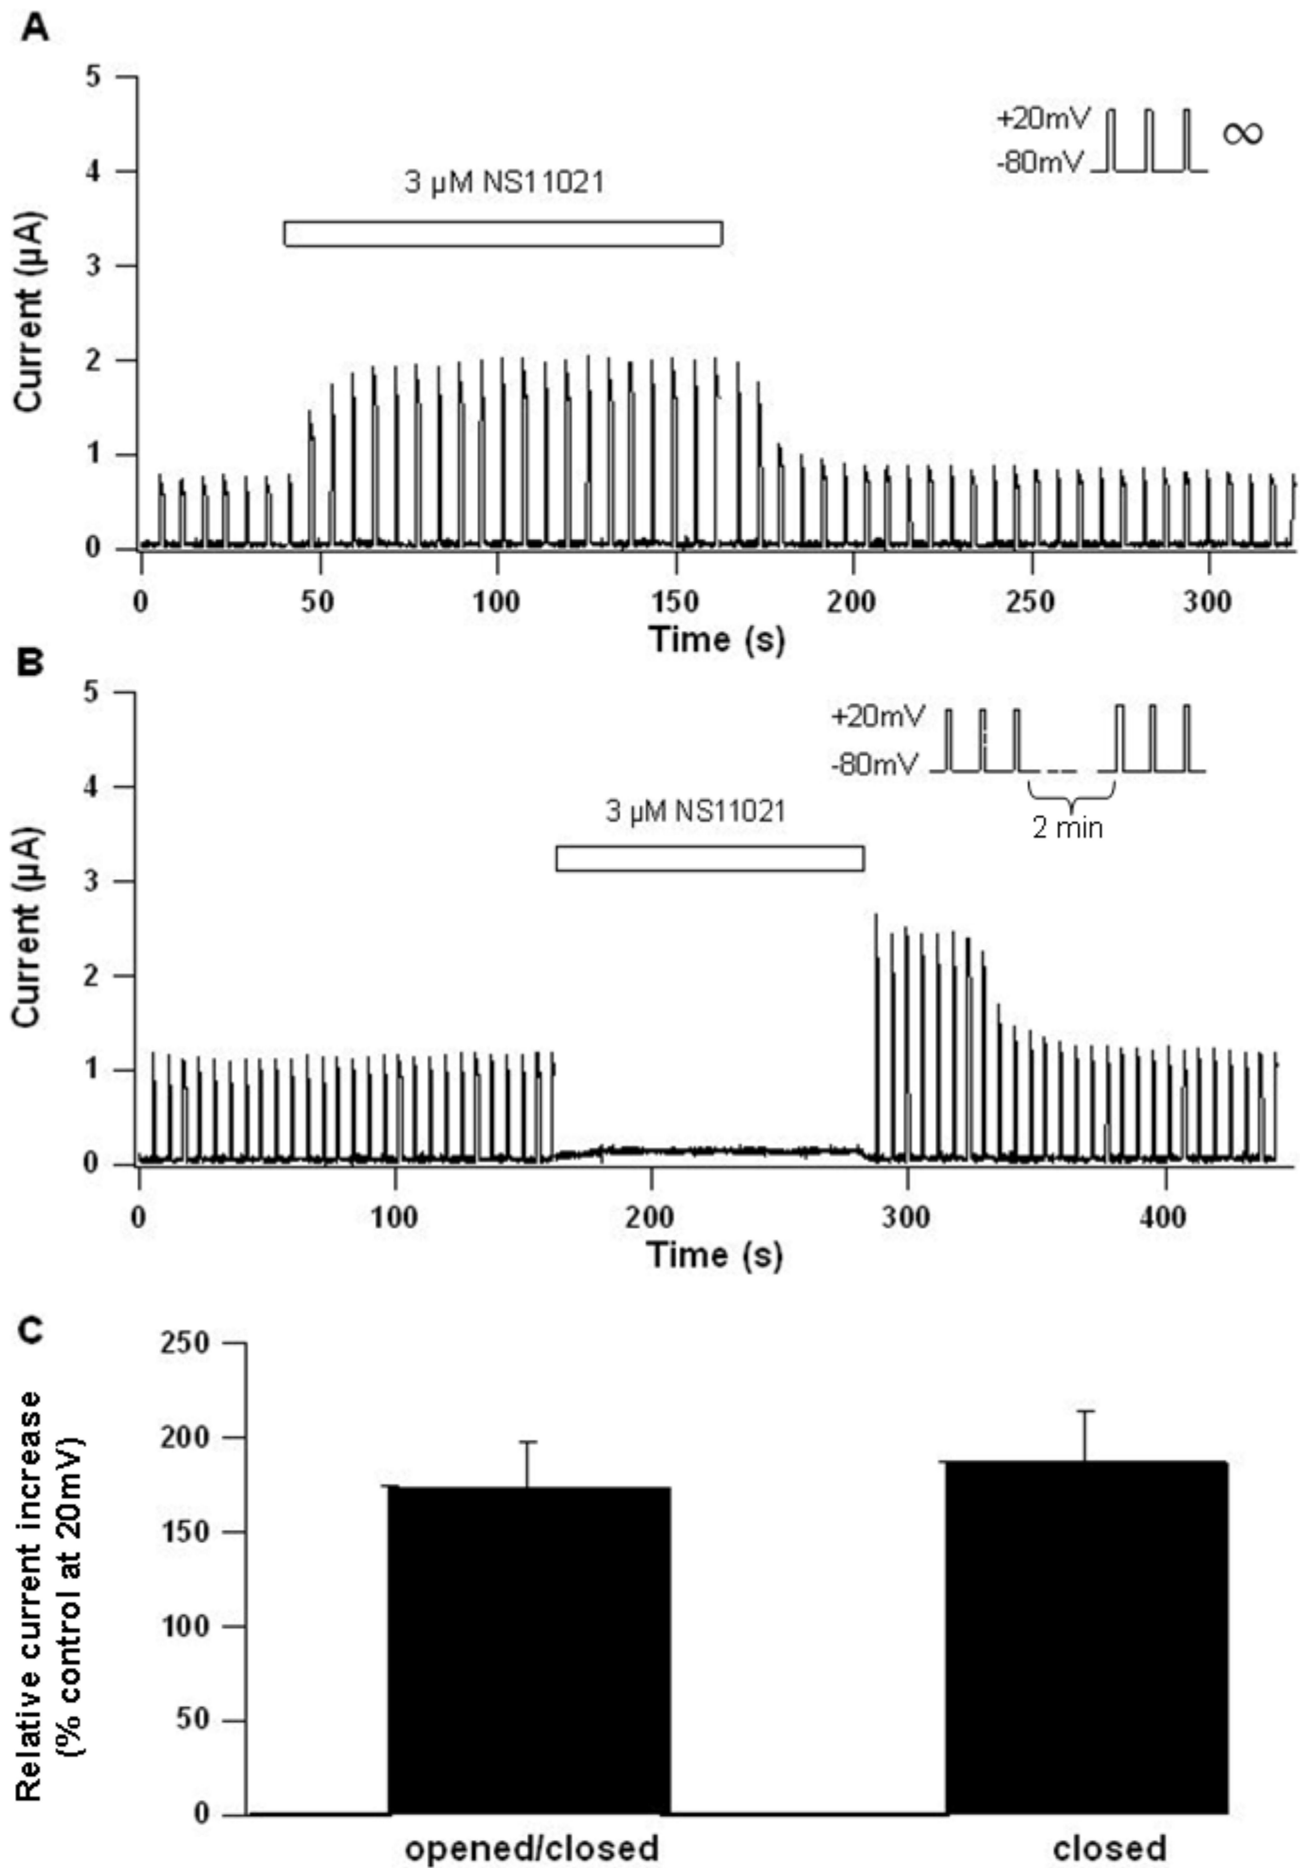 A
5
4
3
2
1
0
Current (µA)
3 µM NS11021
+20mV
-80mV
∞
0 50 100 150 200 250 300
Time (s)
B
5
4
3
2
1
0
Current (µA)
3 µM NS11021
+20mV
-80mV
2 min
0 100 200 300 400
Time (s)
C
250
200
150
100
50
0
Relative current increase
(% control at 20mV)
opened/closed closed